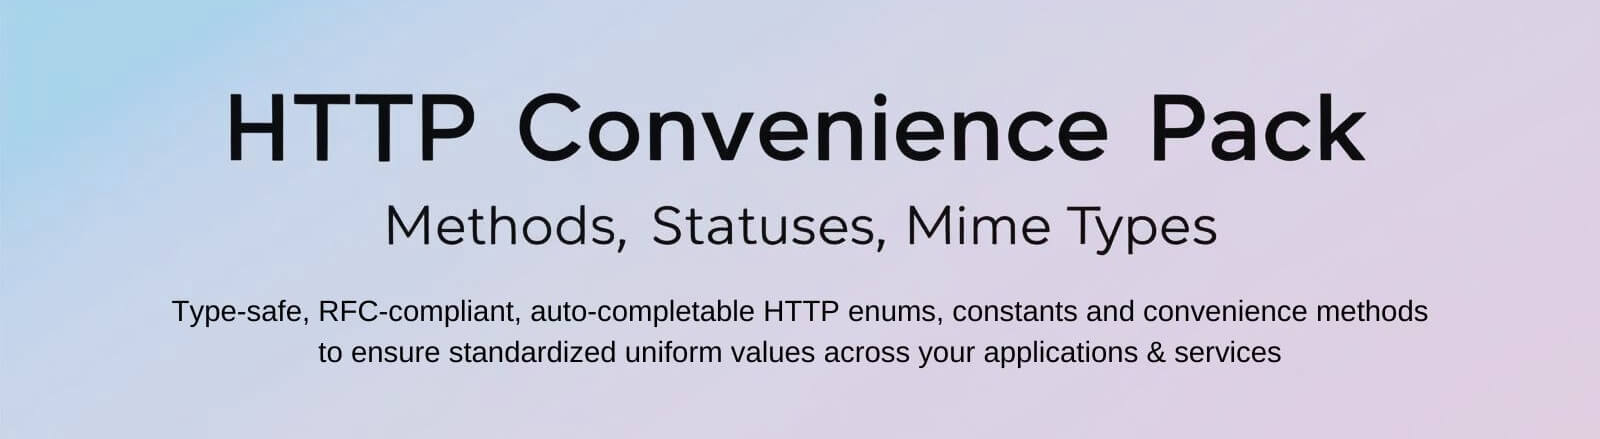 HTTP Convenience Pack
Methods, Statuses, Mime Types
Type-safe, RFC-compliant, auto-completable HTTP enums, constants and convenience methods
to ensure standardized uniform values across your applications & services